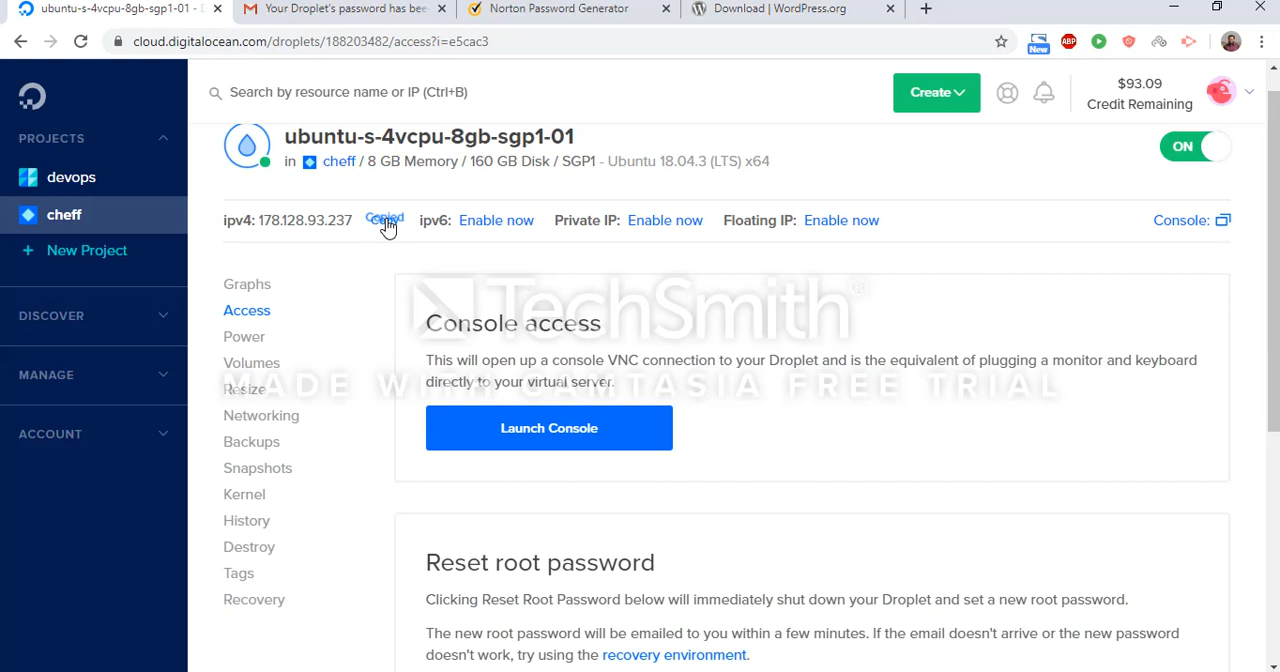 ubuntu-s-4vcpu-8gb-sgp1-01 - D
Your Droplet's password has bee
Norton Password Generator
Download | WordPress.org
cloud.digitalocean.com/droplets/188203482/access?i=e5cac3
ABP
New
Search by resource name or IP (Ctrl+B)
Create
$93.09
Credit Remaining
PROJECTS
devops
cheff
+ New Project
DISCOVER
MANAGE
ACCOUNT
ubuntu-s-4vcpu-8gb-sgp1-01
in cheff / 8 GB Memory / 160 GB Disk / SGP1 - Ubuntu 18.04.3 (LTS) x64
ON
ipv4: 178.128.93.237 Copied ipv6: Enable now Private IP: Enable now Floating IP: Enable now Console:
Graphs
Access
Power
Volumes
Resize
Networking
Backups
Snapshots
Kernel
History
Destroy
Tags
Recovery
TechSmith®
MADE WITH CAMTASIA FREE TRIAL
Console access
This will open up a console VNC connection to your Droplet and is the equivalent of plugging a monitor and keyboard
directly to your virtual server.
Launch Console
Reset root password
Clicking Reset Root Password below will immediately shut down your Droplet and set a new root password.
The new root password will be emailed to you within a few minutes. If the email doesn't arrive or the new password
doesn't work, try using the recovery environment.